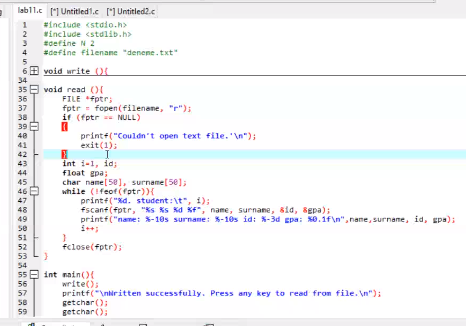 lab11.c [*] Untitled1.c [*] Untitled2.c
1 #include <stdio.h>
2 #include <stdlib.h>
3 #define N 2
4 #define filename "deneme.txt"
5
6 void write (){
34
35 void read (){
36 FILE *fptr;
37 fptr = fopen(filename, "r");
38 if (fptr == NULL)
39 {
40 printf("Couldn't open text file.'\n");
41 exit(1);
42 }
43 int i=1, id;
44 float gpa;
45 char name[50], surname[50];
46 while (!feof(fptr)){
47 printf("%d. student:\t", i);
48 fscanf(fptr, "%s %s %d %f", name, surname, &id, &gpa);
49 printf("name: %-10s surname: %-10s id: %-3d gpa: %0.1f\n",name,surname, id, gpa);
50 i++;
51 }
52 fclose(fptr);
53 }
54
55 int main(){
56 write();
57 printf("\nWritten successfully. Press any key to read from file.\n");
58 getchar();
59 getchar();